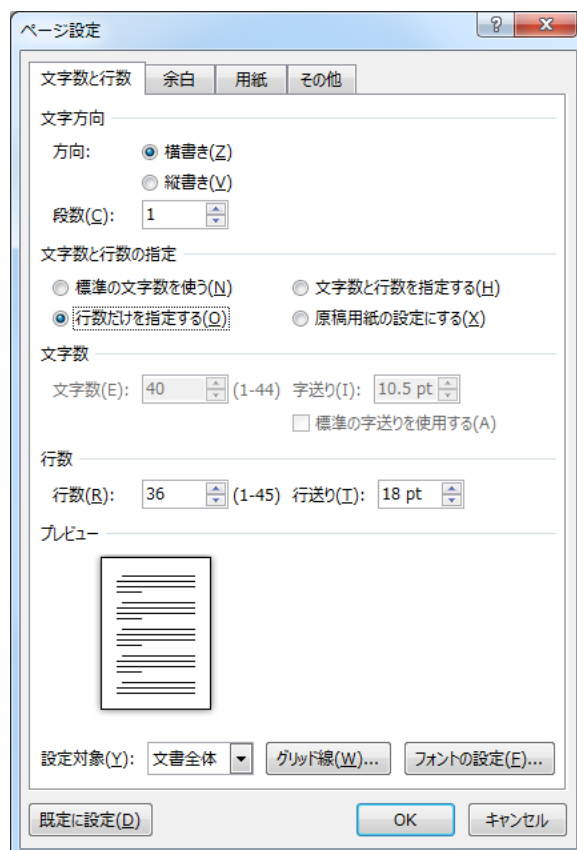 ページ設定
文字数と行数 余白 用紙 その他
文字方向
方向: 横書き(Z)
縦書き(V)
段数(C): 1
文字数と行数の指定
標準の文字数を使う(N) 文字数と行数を指定する(H)
行数だけを指定する(O) 原稿用紙の設定にする(X)
文字数
文字数(E): 40 (1-44) 字送り(I): 10.5 pt
標準の字送りを使用する(A)
行数
行数(R): 36 (1-45) 行送り(T): 18 pt
プレビュー
設定対象(Y): 文書全体 グリッド線(W)... フォントの設定(F)...
既定に設定(D) OK キャンセル